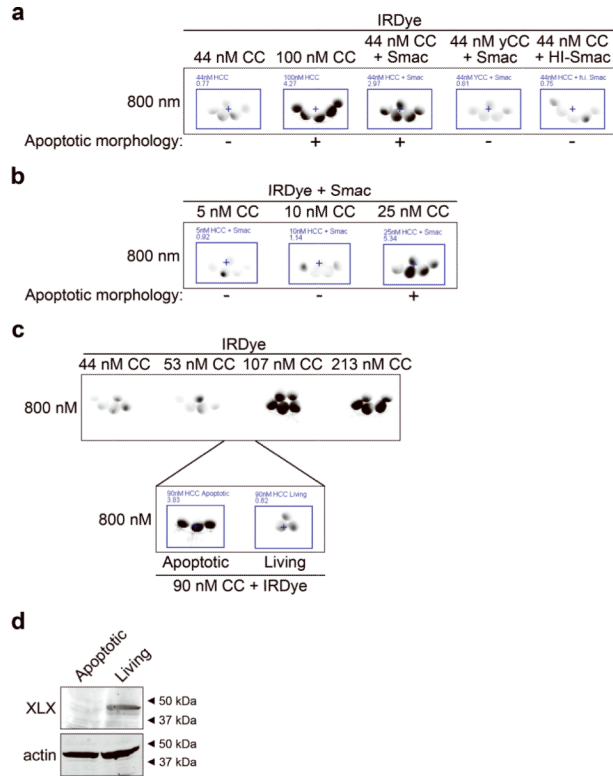 a
IRDye
44 nM CC 100 nM CC 44 nM CC + Smac 44 nM yCC + Smac 44 nM CC + HI-Smac
800 nm
44nM HCC 0.77
100nM HCC 4.27
44nM HCC + Smac 2.97
44nM YCC + Smac 0.81
44nM HCC + h.i. Smac 0.75
Apoptotic morphology: - + + - -
b
IRDye + Smac
5 nM CC 10 nM CC 25 nM CC
800 nm
5nM HCC + Smac 0.92
10nM HCC + Smac 1.14
25nM HCC + Smac 5.34
Apoptotic morphology: - - +
c
IRDye
44 nM CC 53 nM CC 107 nM CC 213 nM CC
800 nM
800 nM
90nM HCC Apoptotic 3.83
90nM HCC Living 0.82
Apoptotic Living
90 nM CC + IRDye
d
Apoptotic Living
XLX
◄ 50 kDa
◄ 37 kDa
actin
◄ 50 kDa
◄ 37 kDa